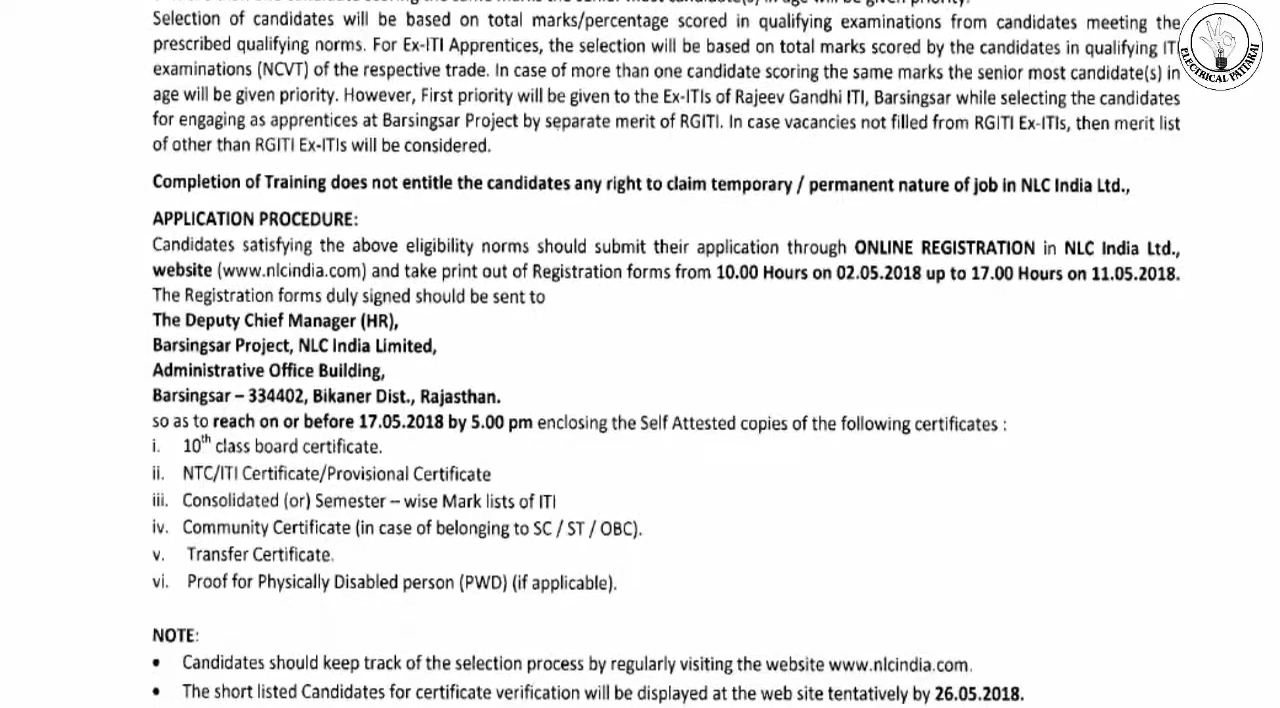 Selection of candidates will be based on total marks/percentage scored in qualifying examinations from candidates meeting the
prescribed qualifying norms. For Ex-ITI Apprentices, the selection will be based on total marks scored by the candidates in qualifying ITI
examinations (NCVT) of the respective trade. In case of more than one candidate scoring the same marks the senior most candidate(s) in
age will be given priority. However, First priority will be given to the Ex-ITIs of Rajeev Gandhi ITI, Barsingsar while selecting the candidates
for engaging as apprentices at Barsingsar Project by separate merit of RGITI. In case vacancies not filled from RGITI Ex-ITIs, then merit list
of other than RGITI Ex-ITIs will be considered.
Completion of Training does not entitle the candidates any right to claim temporary / permanent nature of job in NLC India Ltd.,
APPLICATION PROCEDURE:
Candidates satisfying the above eligibility norms should submit their application through ONLINE REGISTRATION in NLC India Ltd.,
website (www.nlcindia.com) and take print out of Registration forms from 10.00 Hours on 02.05.2018 up to 17.00 Hours on 11.05.2018.
The Registration forms duly signed should be sent to
The Deputy Chief Manager (HR),
Barsingsar Project, NLC India Limited,
Administrative Office Building,
Barsingsar – 334402, Bikaner Dist., Rajasthan.
so as to reach on or before 17.05.2018 by 5.00 pm enclosing the Self Attested copies of the following certificates :
i. 10th class board certificate.
ii. NTC/ITI Certificate/Provisional Certificate
iii. Consolidated (or) Semester – wise Mark lists of ITI
iv. Community Certificate (in case of belonging to SC / ST / OBC).
v. Transfer Certificate.
vi. Proof for Physically Disabled person (PWD) (if applicable).
NOTE:
• Candidates should keep track of the selection process by regularly visiting the website www.nlcindia.com.
• The short listed Candidates for certificate verification will be displayed at the web site tentatively by 26.05.2018.
ELECTRICAL PATTARAI